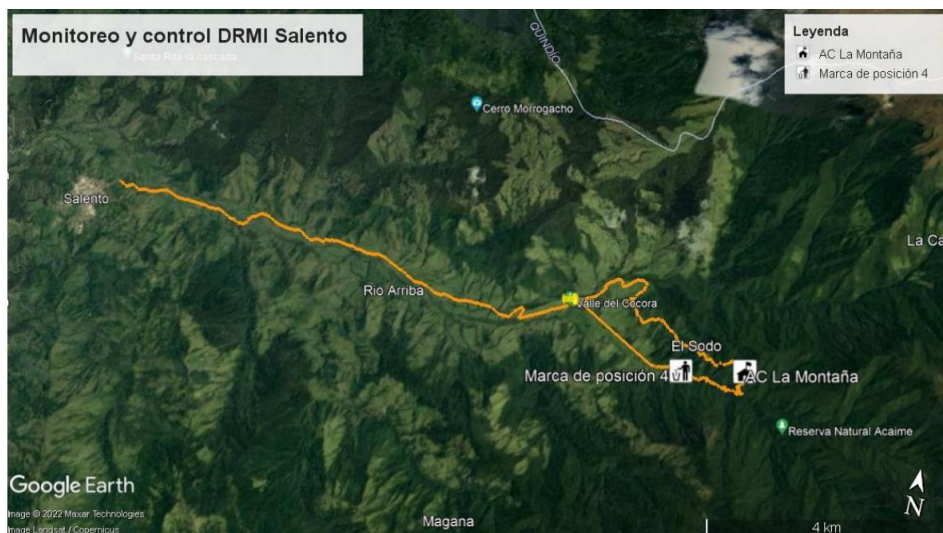 Monitoreo y control DRMI Salento
Santa Rita la cascada
Leyenda
AC La Montaña
Marca de posición 4
QUINDÍO
Cerro Morrogacho
Salento
La Ca
Rio Arriba
Valle del Cocora
El Sodo
Marca de posición 4
AC La Montaña
Reserva Natural Acaime
Google Earth
Image © 2022 Maxar Technologies
Image Landsat / Copernicus
Magana
4 km
N